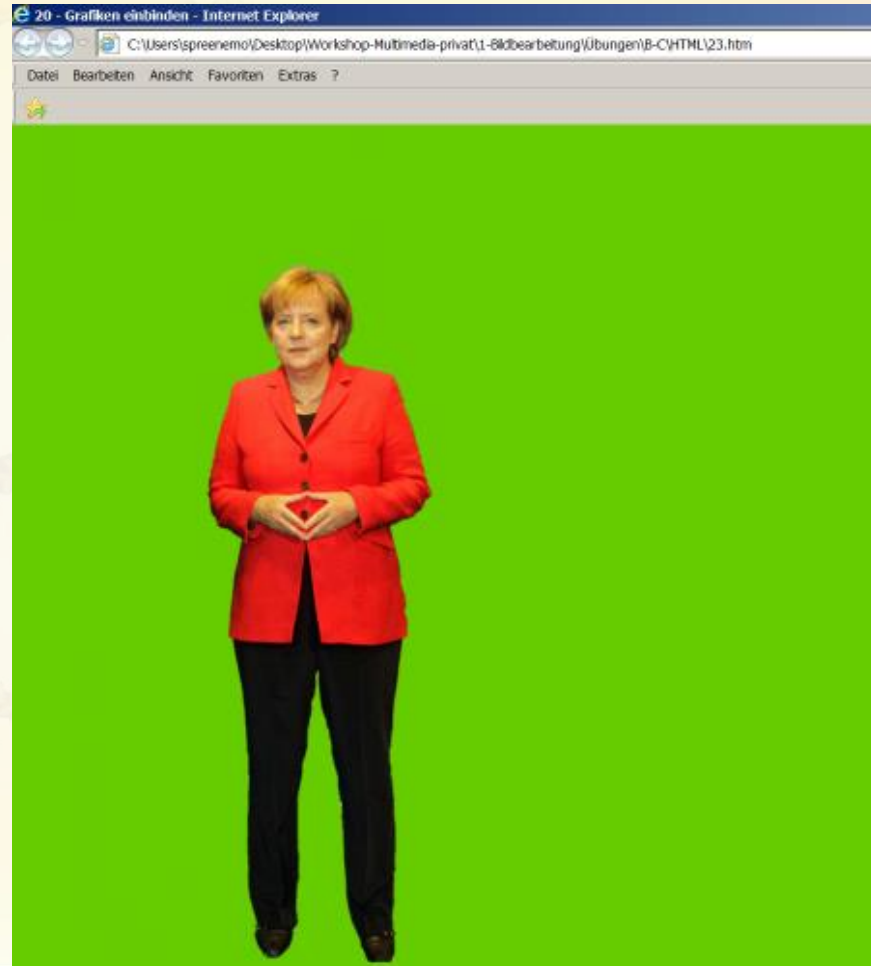 20 - Grafiken einbinden - Internet Explorer
C:\Users\spreenemo\Desktop\Workshop-Multimedia-privat\1-Bildbearbeitung\Übungen\B-C\HTML\23.htm
Datei Bearbeiten Ansicht Favoriten Extras ?